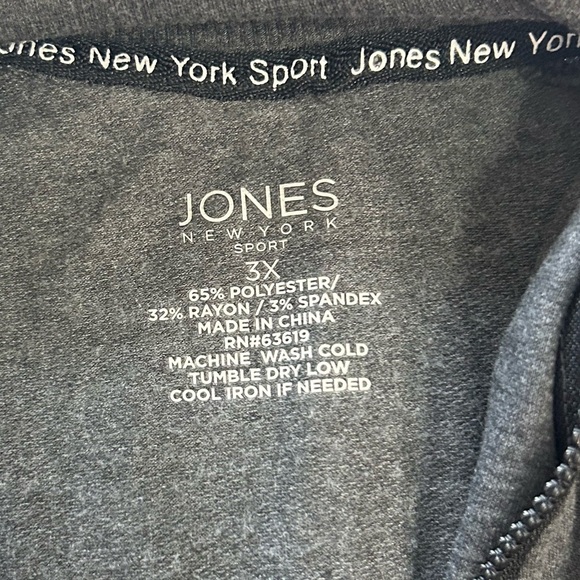 New York Sport Jones New York
JONES
NEW YORK
SPORT
3X
65% POLYESTER/
32% RAYON / 3% SPANDEX
MADE IN CHINA
RN#63619
MACHINE WASH COLD
TUMBLE DRY LOW
COOL IRON IF NEEDED